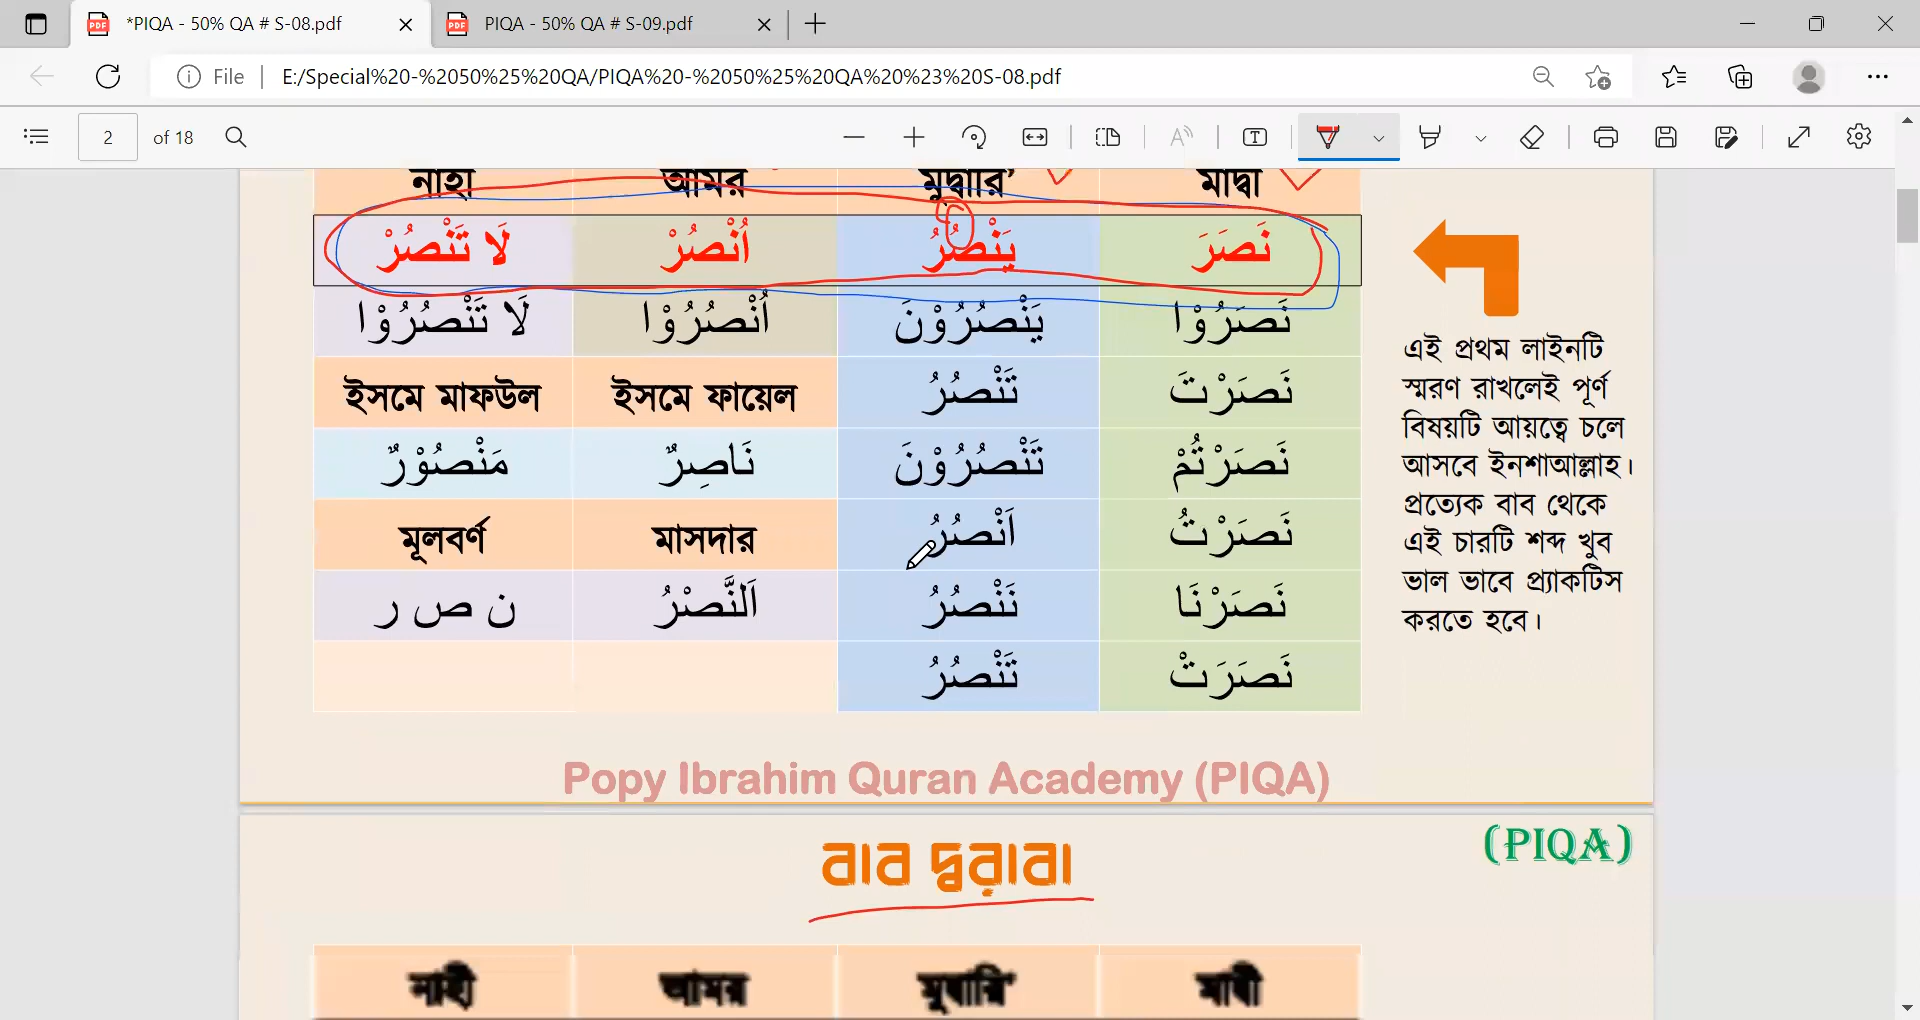 *PIQA - 50% QA # S-08.pdf
PIQA - 50% QA # S-09.pdf
File
E:/Special%20-%2050%25%20QA/PIQA%20-%2050%25%20QA%20%23%20S-08.pdf
2 of 18
নাহী আমর মুদ্বারি’ মাদ্বী
نَصَرَ يَنْصُرُ اُنْصُرْ لَا تَنْصُرْ
نَصَرُوْا يَنْصُرُوْنَ اُنْصُرُوْا لَا تَنْصُرُوْا
نَصَرْتَ تَنْصُرُ ইসমে ফায়েল ইসমে মাফউল
نَصَرْتُمْ تَنْصُرُوْنَ نَاصِرٌ مَنْصُوْرٌ
نَصَرْتُ اَنْصُرُ মাসদার মূলবর্ণ
نَصَرْنَا نَنْصُرُ اَلنَّصْرُ ن ص ر
نَصَرَتْ تَنْصُرُ
এই প্রথম লাইনটি
স্মরণ রাখলেই পূর্ণ
বিষয়টি আয়ত্বে চলে
আসবে ইনশাআল্লাহ।
প্রত্যেক বাব থেকে
এই চারটি শব্দ খুব
ভাল ভাবে প্র্যাকটিস
করতে হবে।
Popy Ibrahim Quran Academy (PIQA)
(PIQA)
বাব দ্বরাবা
নাহী আমর মুদ্বারি’ মাদ্বী